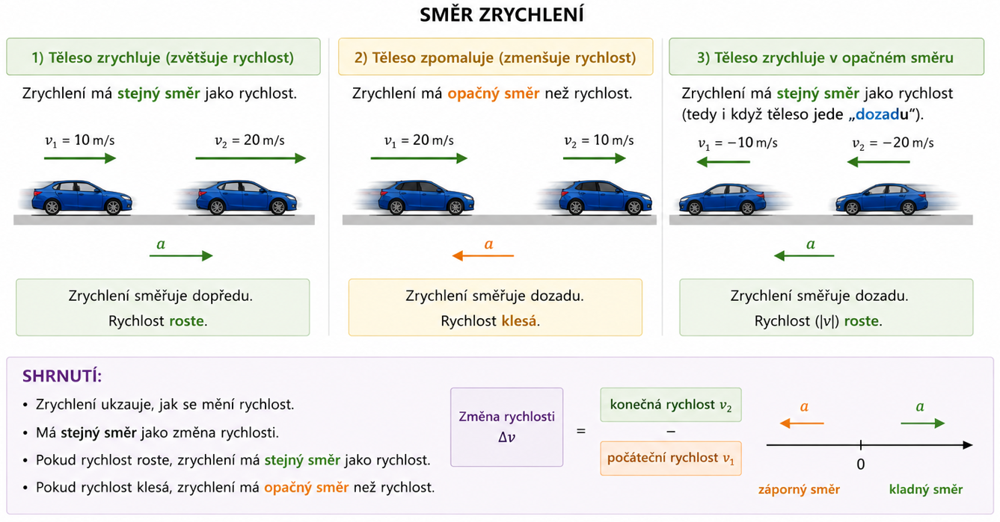 SMĚR ZRYCHLENÍ
1) Těleso zrychluje (zvětšuje rychlost)
Zrychlení má stejný směr jako rychlost.
v₁ = 10 m/s
v₂ = 20 m/s
a
Zrychlení směřuje dopředu.
Rychlost roste.
2) Těleso zpomaluje (zmenšuje rychlost)
Zrychlení má opačný směr než rychlost.
v₁ = 20 m/s
v₂ = 10 m/s
a
Zrychlení směřuje dozadu.
Rychlost klesá.
3) Těleso zrychluje v opačném směru
Zrychlení má stejný směr jako rychlost
(tedy i když těleso jede „dozadu“).
v₁ = −10 m/s
v₂ = −20 m/s
a
Zrychlení směřuje dozadu.
Rychlost (|v|) roste.
SHRNUTÍ:
• Zrychlení ukzauje, jak se mění rychlost.
• Má stejný směr jako změna rychlosti.
• Pokud rychlost roste, zrychlení má stejný směr jako rychlost.
• Pokud rychlost klesá, zrychlení má opačný směr než rychlost.
Změna rychlosti
Δv
=
konečná rychlost v₂
−
počáteční rychlost v₁
a
a
0
záporný směr
kladný směr